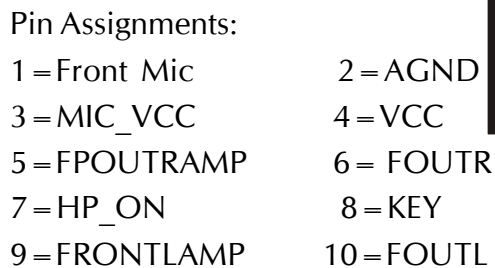 Pin Assignments:
1=Front Mic 2=AGND
3=MIC_VCC 4=VCC
5=FPOUTRAMP 6= FOUTR
7=HP_ON 8=KEY
9=FRONTLAMP 10=FOUTL